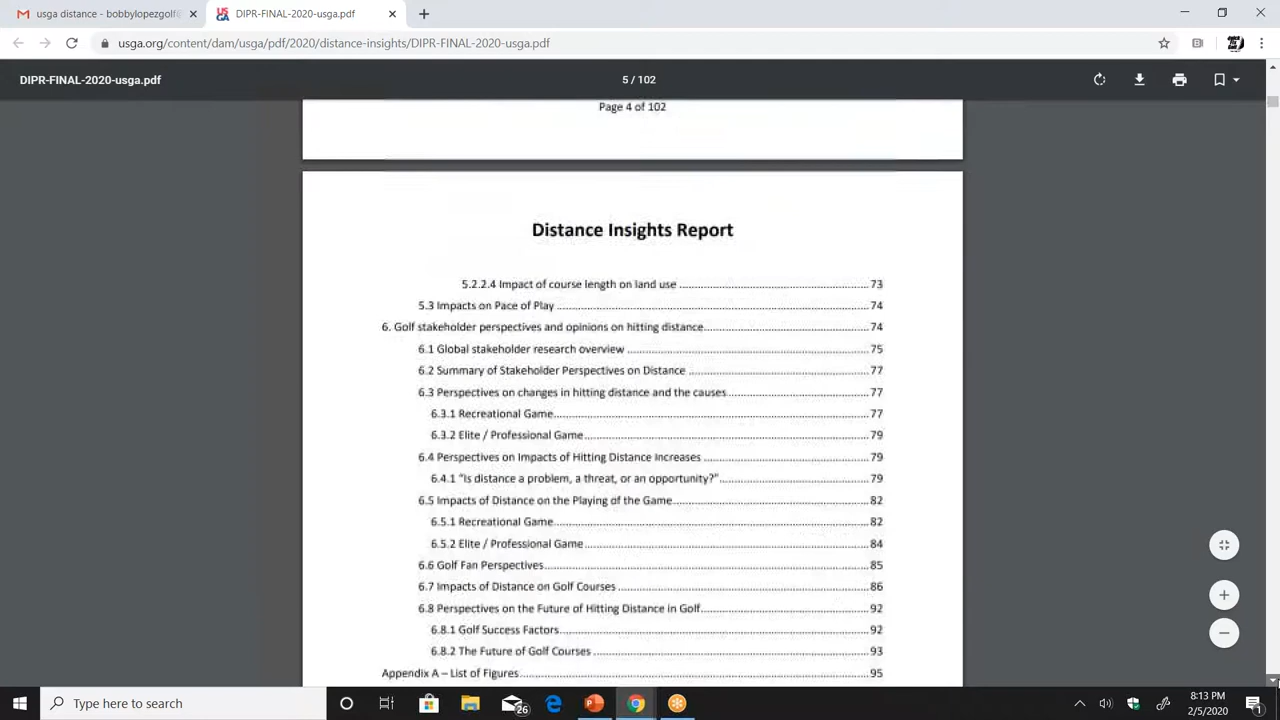 usga distance - bobbylopezgolf@
DIPR-FINAL-2020-usga.pdf
usga.org/content/dam/usga/pdf/2020/distance-insights/DIPR-FINAL-2020-usga.pdf
DIPR-FINAL-2020-usga.pdf
5 / 102
Page 4 of 102
Distance Insights Report
5.2.2.4 Impact of course length on land use ........ 73
5.3 Impacts on Pace of Play ........ 74
6. Golf stakeholder perspectives and opinions on hitting distance ........ 74
6.1 Global stakeholder research overview ........ 75
6.2 Summary of Stakeholder Perspectives on Distance ........ 77
6.3 Perspectives on changes in hitting distance and the causes ........ 77
6.3.1 Recreational Game ........ 77
6.3.2 Elite / Professional Game ........ 79
6.4 Perspectives on Impacts of Hitting Distance Increases ........ 79
6.4.1 "Is distance a problem, a threat, or an opportunity?" ........ 79
6.5 Impacts of Distance on the Playing of the Game ........ 82
6.5.1 Recreational Game ........ 82
6.5.2 Elite / Professional Game ........ 84
6.6 Golf Fan Perspectives ........ 85
6.7 Impacts of Distance on Golf Courses ........ 86
6.8 Perspectives on the Future of Hitting Distance in Golf ........ 92
6.8.1 Golf Success Factors ........ 92
6.8.2 The Future of Golf Courses ........ 93
Appendix A – List of Figures ........ 95
Type here to search
26
8:13 PM
2/5/2020
1